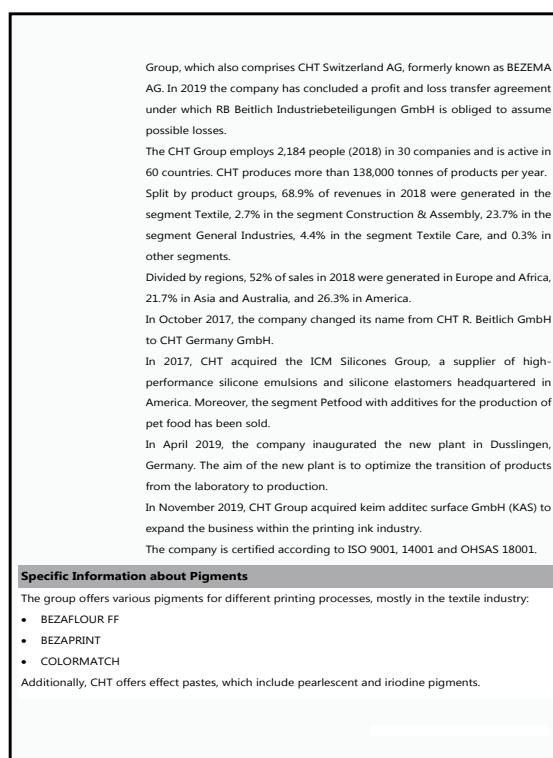 Group, which also comprises CHT Switzerland AG, formerly known as BEZEMA
AG. In 2019 the company has concluded a profit and loss transfer agreement
under which RB Beitlich Industriebeteiligungen GmbH is obliged to assume
possible losses.
The CHT Group employs 2,184 people (2018) in 30 companies and is active in
60 countries. CHT produces more than 138,000 tonnes of products per year.
Split by product groups, 68.9% of revenues in 2018 were generated in the
segment Textile, 2.7% in the segment Construction & Assembly, 23.7% in the
segment General Industries, 4.4% in the segment Textile Care, and 0.3% in
other segments.
Divided by regions, 52% of sales in 2018 were generated in Europe and Africa,
21.7% in Asia and Australia, and 26.3% in America.
In October 2017, the company changed its name from CHT R. Beitlich GmbH
to CHT Germany GmbH.
In 2017, CHT acquired the ICM Silicones Group, a supplier of high-
performance silicone emulsions and silicone elastomers headquartered in
America. Moreover, the segment Petfood with additives for the production of
pet food has been sold.
In April 2019, the company inaugurated the new plant in Dusslingen,
Germany. The aim of the new plant is to optimize the transition of products
from the laboratory to production.
In November 2019, CHT Group acquired keim additec surface GmbH (KAS) to
expand the business within the printing ink industry.
The company is certified according to ISO 9001, 14001 and OHSAS 18001.
Specific Information about Pigments
The group offers various pigments for different printing processes, mostly in the textile industry:
• BEZAFLOUR FF
• BEZAPRINT
• COLORMATCH
Additionally, CHT offers effect pastes, which include pearlescent and iriodine pigments.